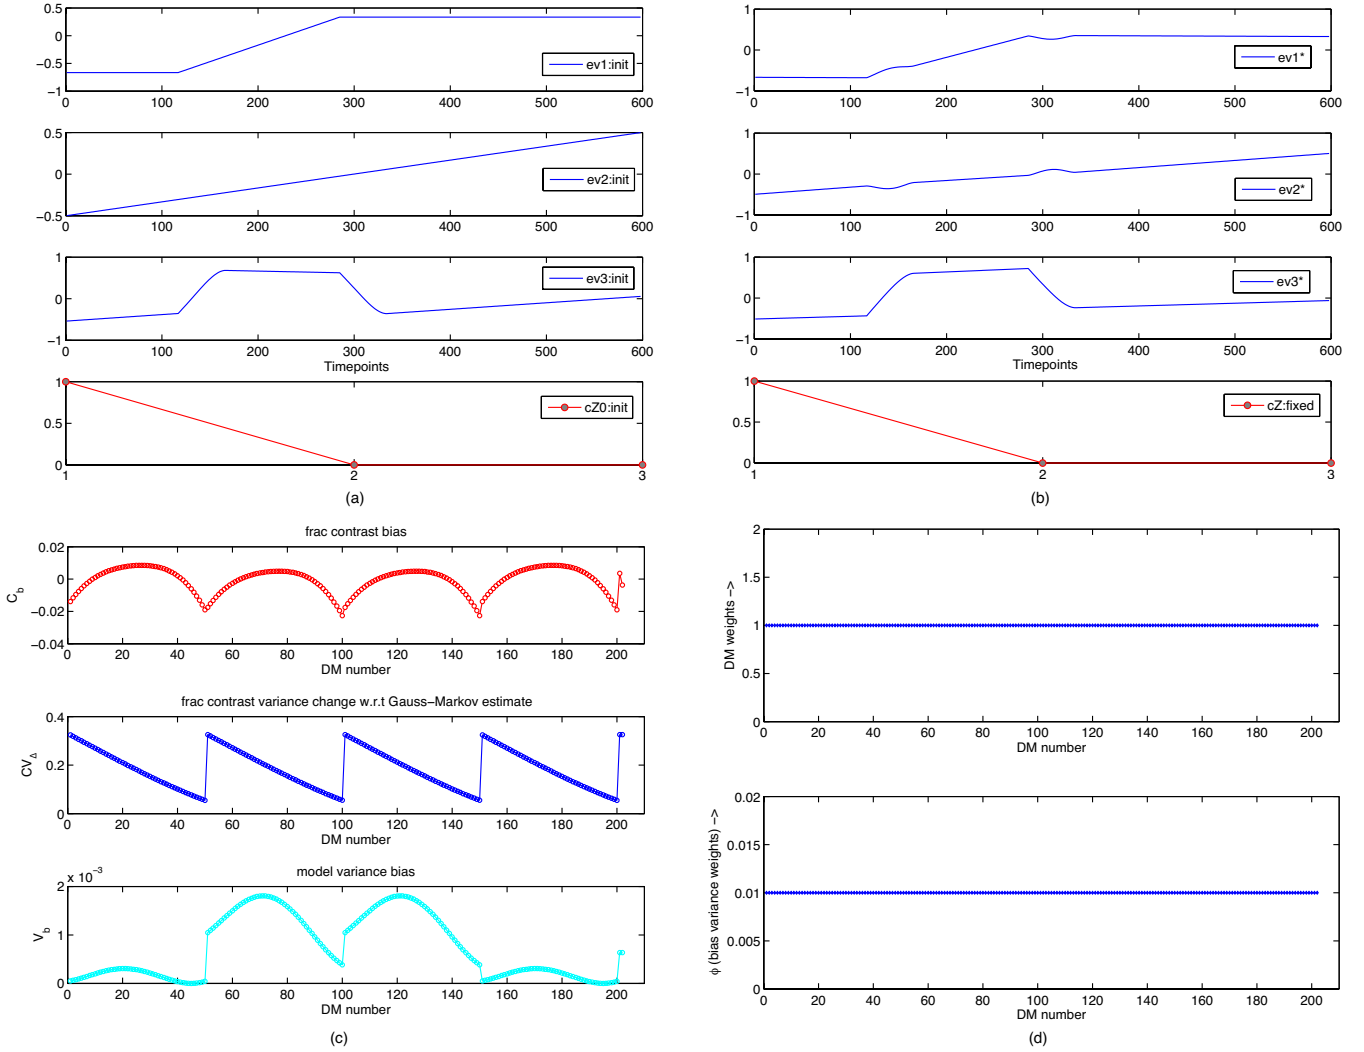 0.5
0
−0.5
−1
ev1:init
0 100 200 300 400 500 600
0.5
0
−0.5
ev2:init
0 100 200 300 400 500 600
1
0
−1
ev3:init
0 100 200 300 400 500 600
Timepoints
1
0.5
0
cZ0:init
1 2 3
(a)
1
0
−1
ev1*
0 100 200 300 400 500 600
1
0
−1
ev2*
0 100 200 300 400 500 600
1
0
−1
ev3*
0 100 200 300 400 500 600
Timepoints
1
0.5
0
cZ:fixed
1 2 3
(b)
frac contrast bias
0.02
0
−0.02
−0.04
C_b
0 20 40 60 80 100 120 140 160 180 200
DM number
frac contrast variance change w.r.t Gauss−Markov estimate
0.4
0.2
0
CV_Δ
0 20 40 60 80 100 120 140 160 180 200
DM number
model variance bias
x 10⁻³
2
1
0
V_b
0 20 40 60 80 100 120 140 160 180 200
DM number
(c)
2
1.5
1
0.5
0
DM weights −>
0 20 40 60 80 100 120 140 160 180 200
DM number
0.02
0.015
0.01
0.005
0
ϕ (bias variance weights) −>
0 20 40 60 80 100 120 140 160 180 200
DM number
(d)